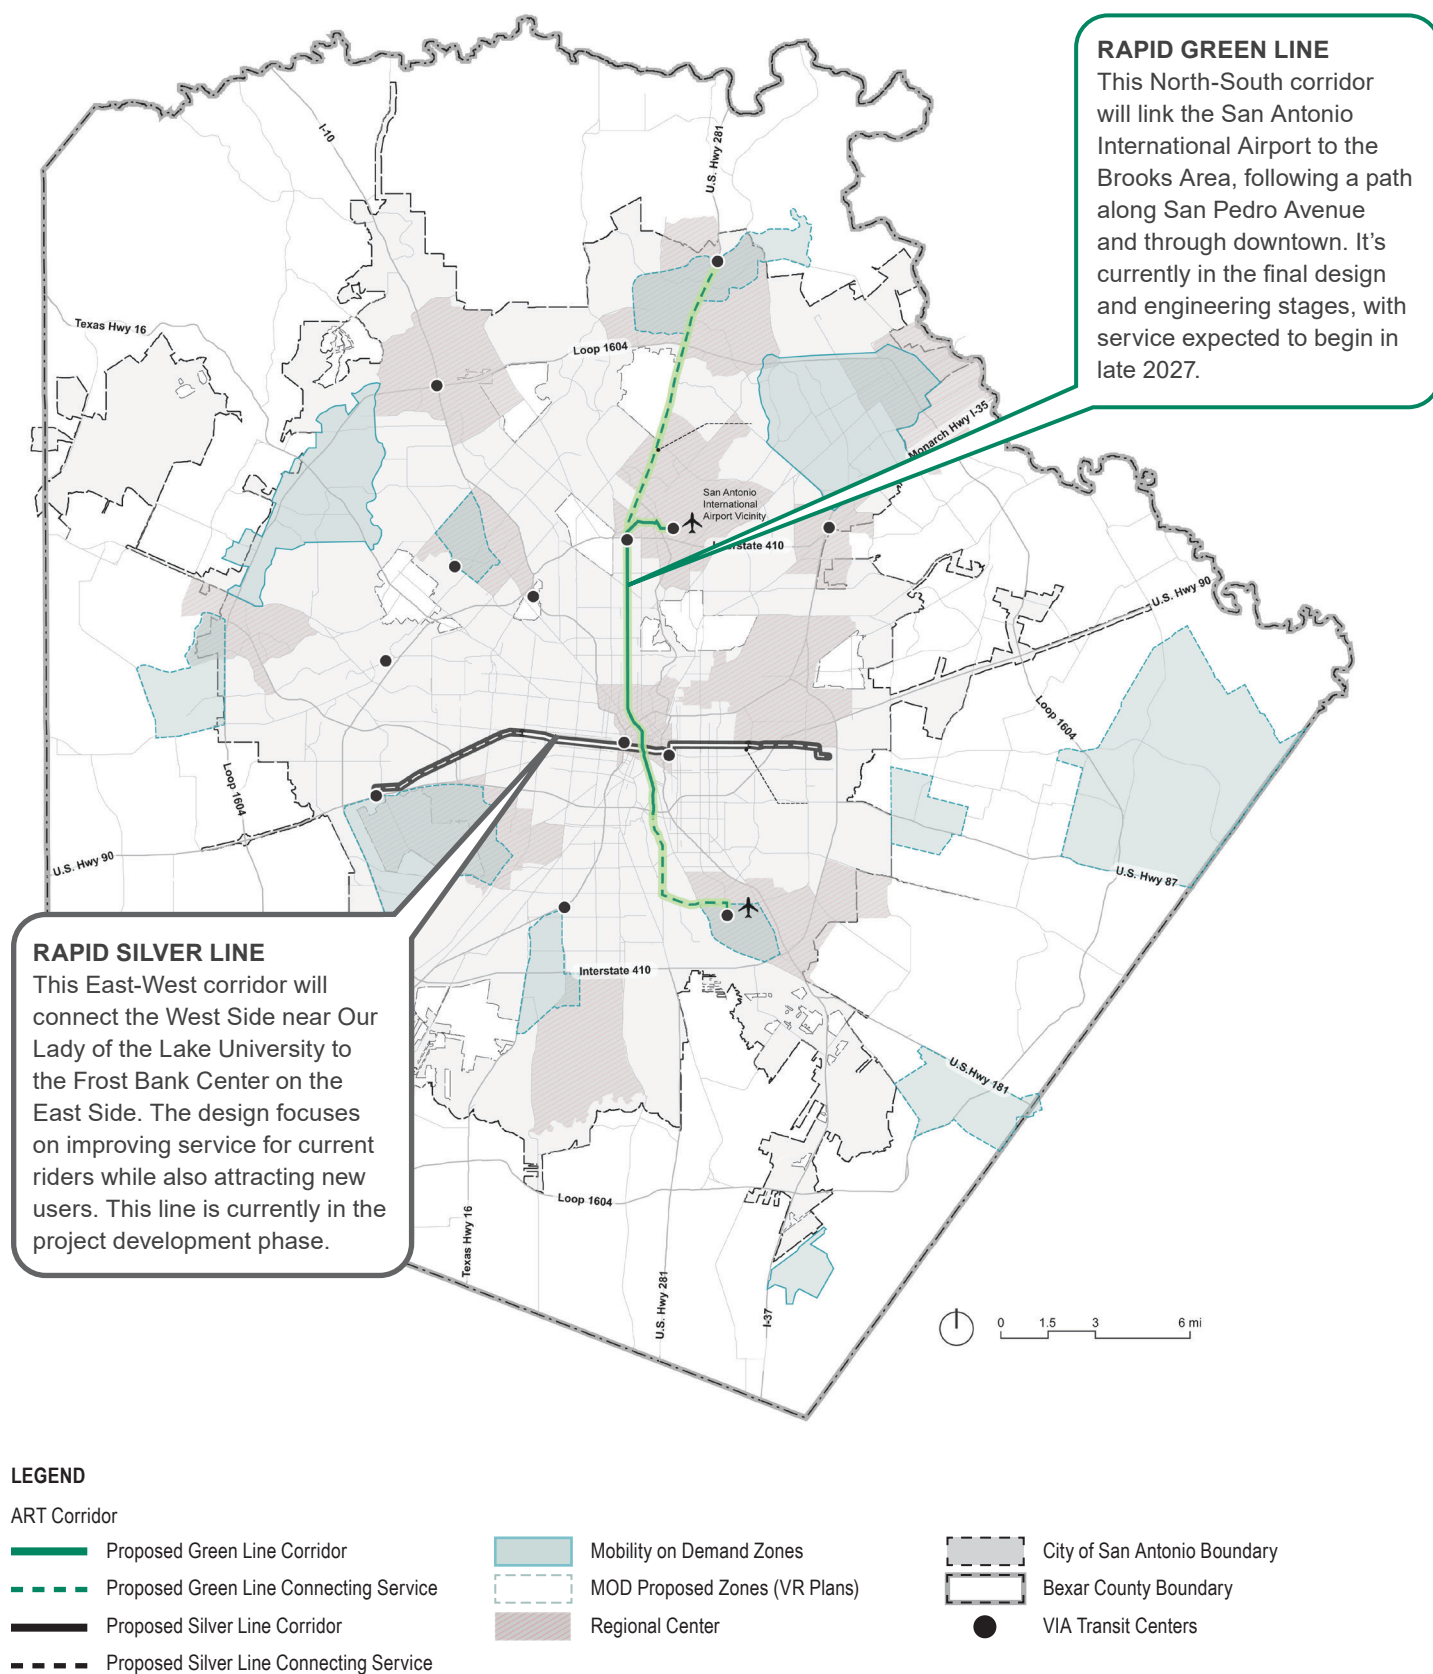 RAPID GREEN LINE
This North-South corridor
will link the San Antonio
International Airport to the
Brooks Area, following a path
along San Pedro Avenue
and through downtown. It’s
currently in the final design
and engineering stages, with
service expected to begin in
late 2027.
I-10
U.S. Hwy 281
Texas Hwy 16
Loop 1604
Monarch Hwy I-35
San Antonio
International
Airport Vicinity
Interstate 410
U.S. Hwy 90
Loop 1604
Loop 1604
U.S. Hwy 90
U.S. Hwy 87
RAPID SILVER LINE
This East-West corridor will
connect the West Side near Our
Lady of the Lake University to
the Frost Bank Center on the
East Side. The design focuses
on improving service for current
riders while also attracting new
users. This line is currently in the
project development phase.
Interstate 410
U.S.Hwy 181
Loop 1604
Texas Hwy 16
U.S. Hwy 281
I-37
0 1.5 3 6 mi
LEGEND
ART Corridor
Proposed Green Line Corridor
Proposed Green Line Connecting Service
Proposed Silver Line Corridor
Proposed Silver Line Connecting Service
Mobility on Demand Zones
MOD Proposed Zones (VR Plans)
Regional Center
City of San Antonio Boundary
Bexar County Boundary
VIA Transit Centers